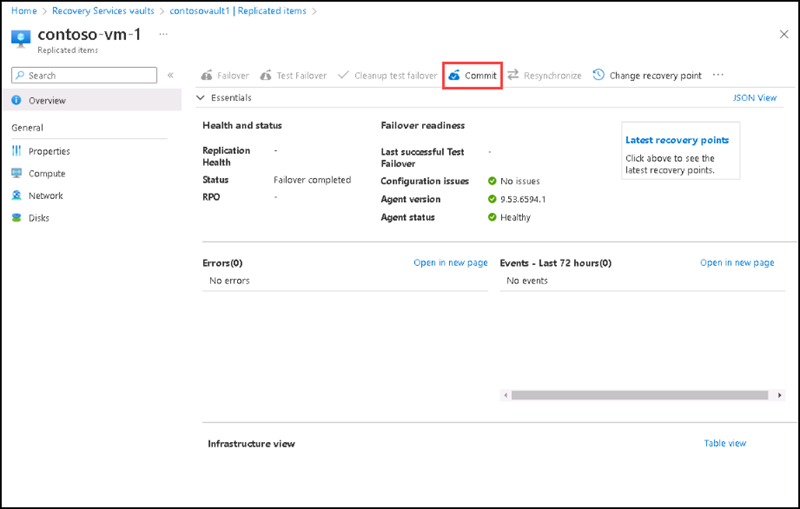 Home > Recovery Services vaults > contosovault1 | Replicated items >
contoso-vm-1 ...
Replicated items
Search «
Failover Test Failover Cleanup test failover Commit Resynchronize Change recovery point ...
Overview
Essentials JSON View
General
Properties
Compute
Network
Disks
Health and status
Replication
Health -
Status Failover completed
RPO -
Failover readiness
Last successful Test
Failover -
Configuration issues No issues
Agent version 9.53.6594.1
Agent status Healthy
Latest recovery points
Click above to see the
latest recovery points.
Errors(0) Open in new page
No errors
Events - Last 72 hours(0) Open in new page
No events
Infrastructure view Table view